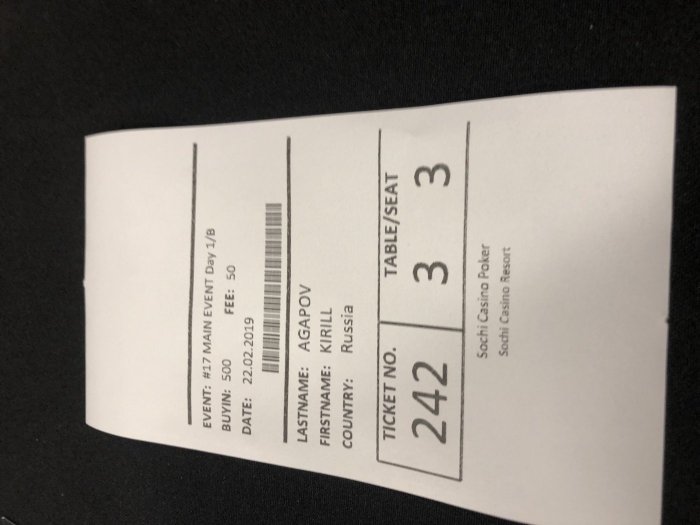 EVENT: #17 MAIN EVENT Day 1/B
BUYIN: 500 FEE: 50
DATE: 22.02.2019
LASTNAME: AGAPOV
FIRSTNAME: KIRILL
COUNTRY: Russia
TICKET NO. TABLE/SEAT
242 3 3
Sochi Casino Poker
Sochi Casino Resort